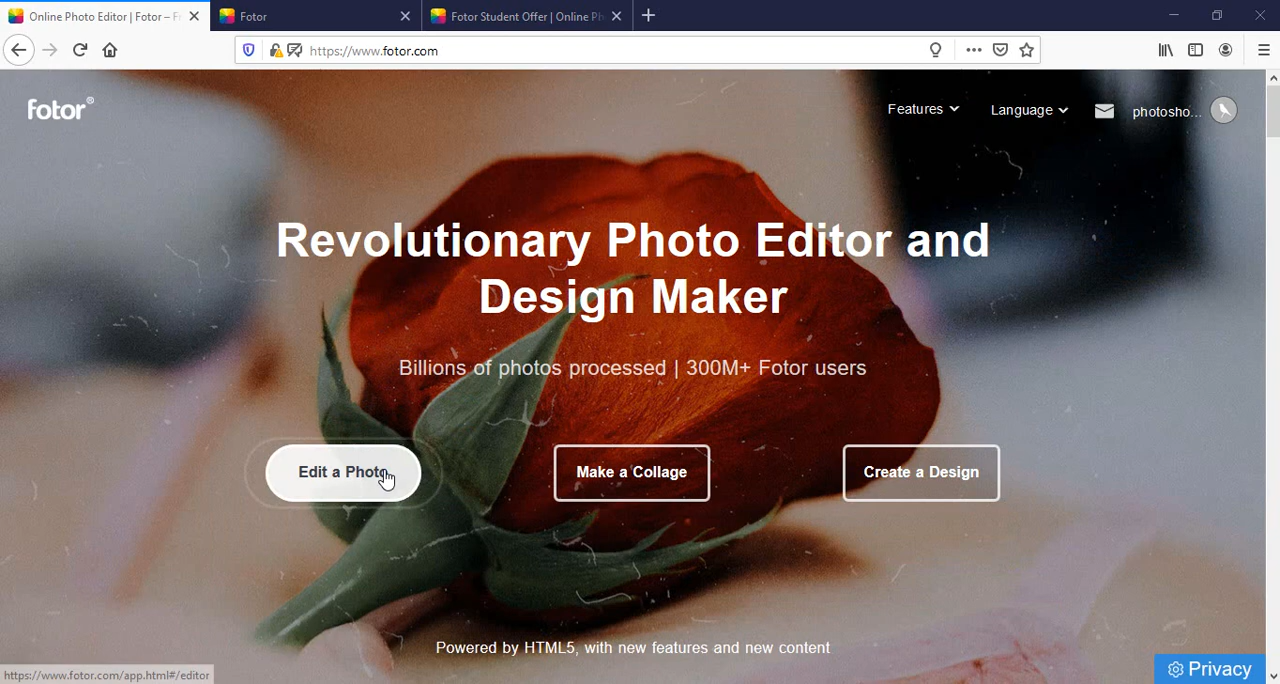 Online Photo Editor | Fotor – F
Fotor
Fotor Student Offer | Online Ph
https://www.fotor.com
fotor®
Features
Language
photosho...
Revolutionary Photo Editor and
Design Maker
Billions of photos processed | 300M+ Fotor users
Edit a Photo
Make a Collage
Create a Design
Powered by HTML5, with new features and new content
Privacy
https://www.fotor.com/app.html#/editor